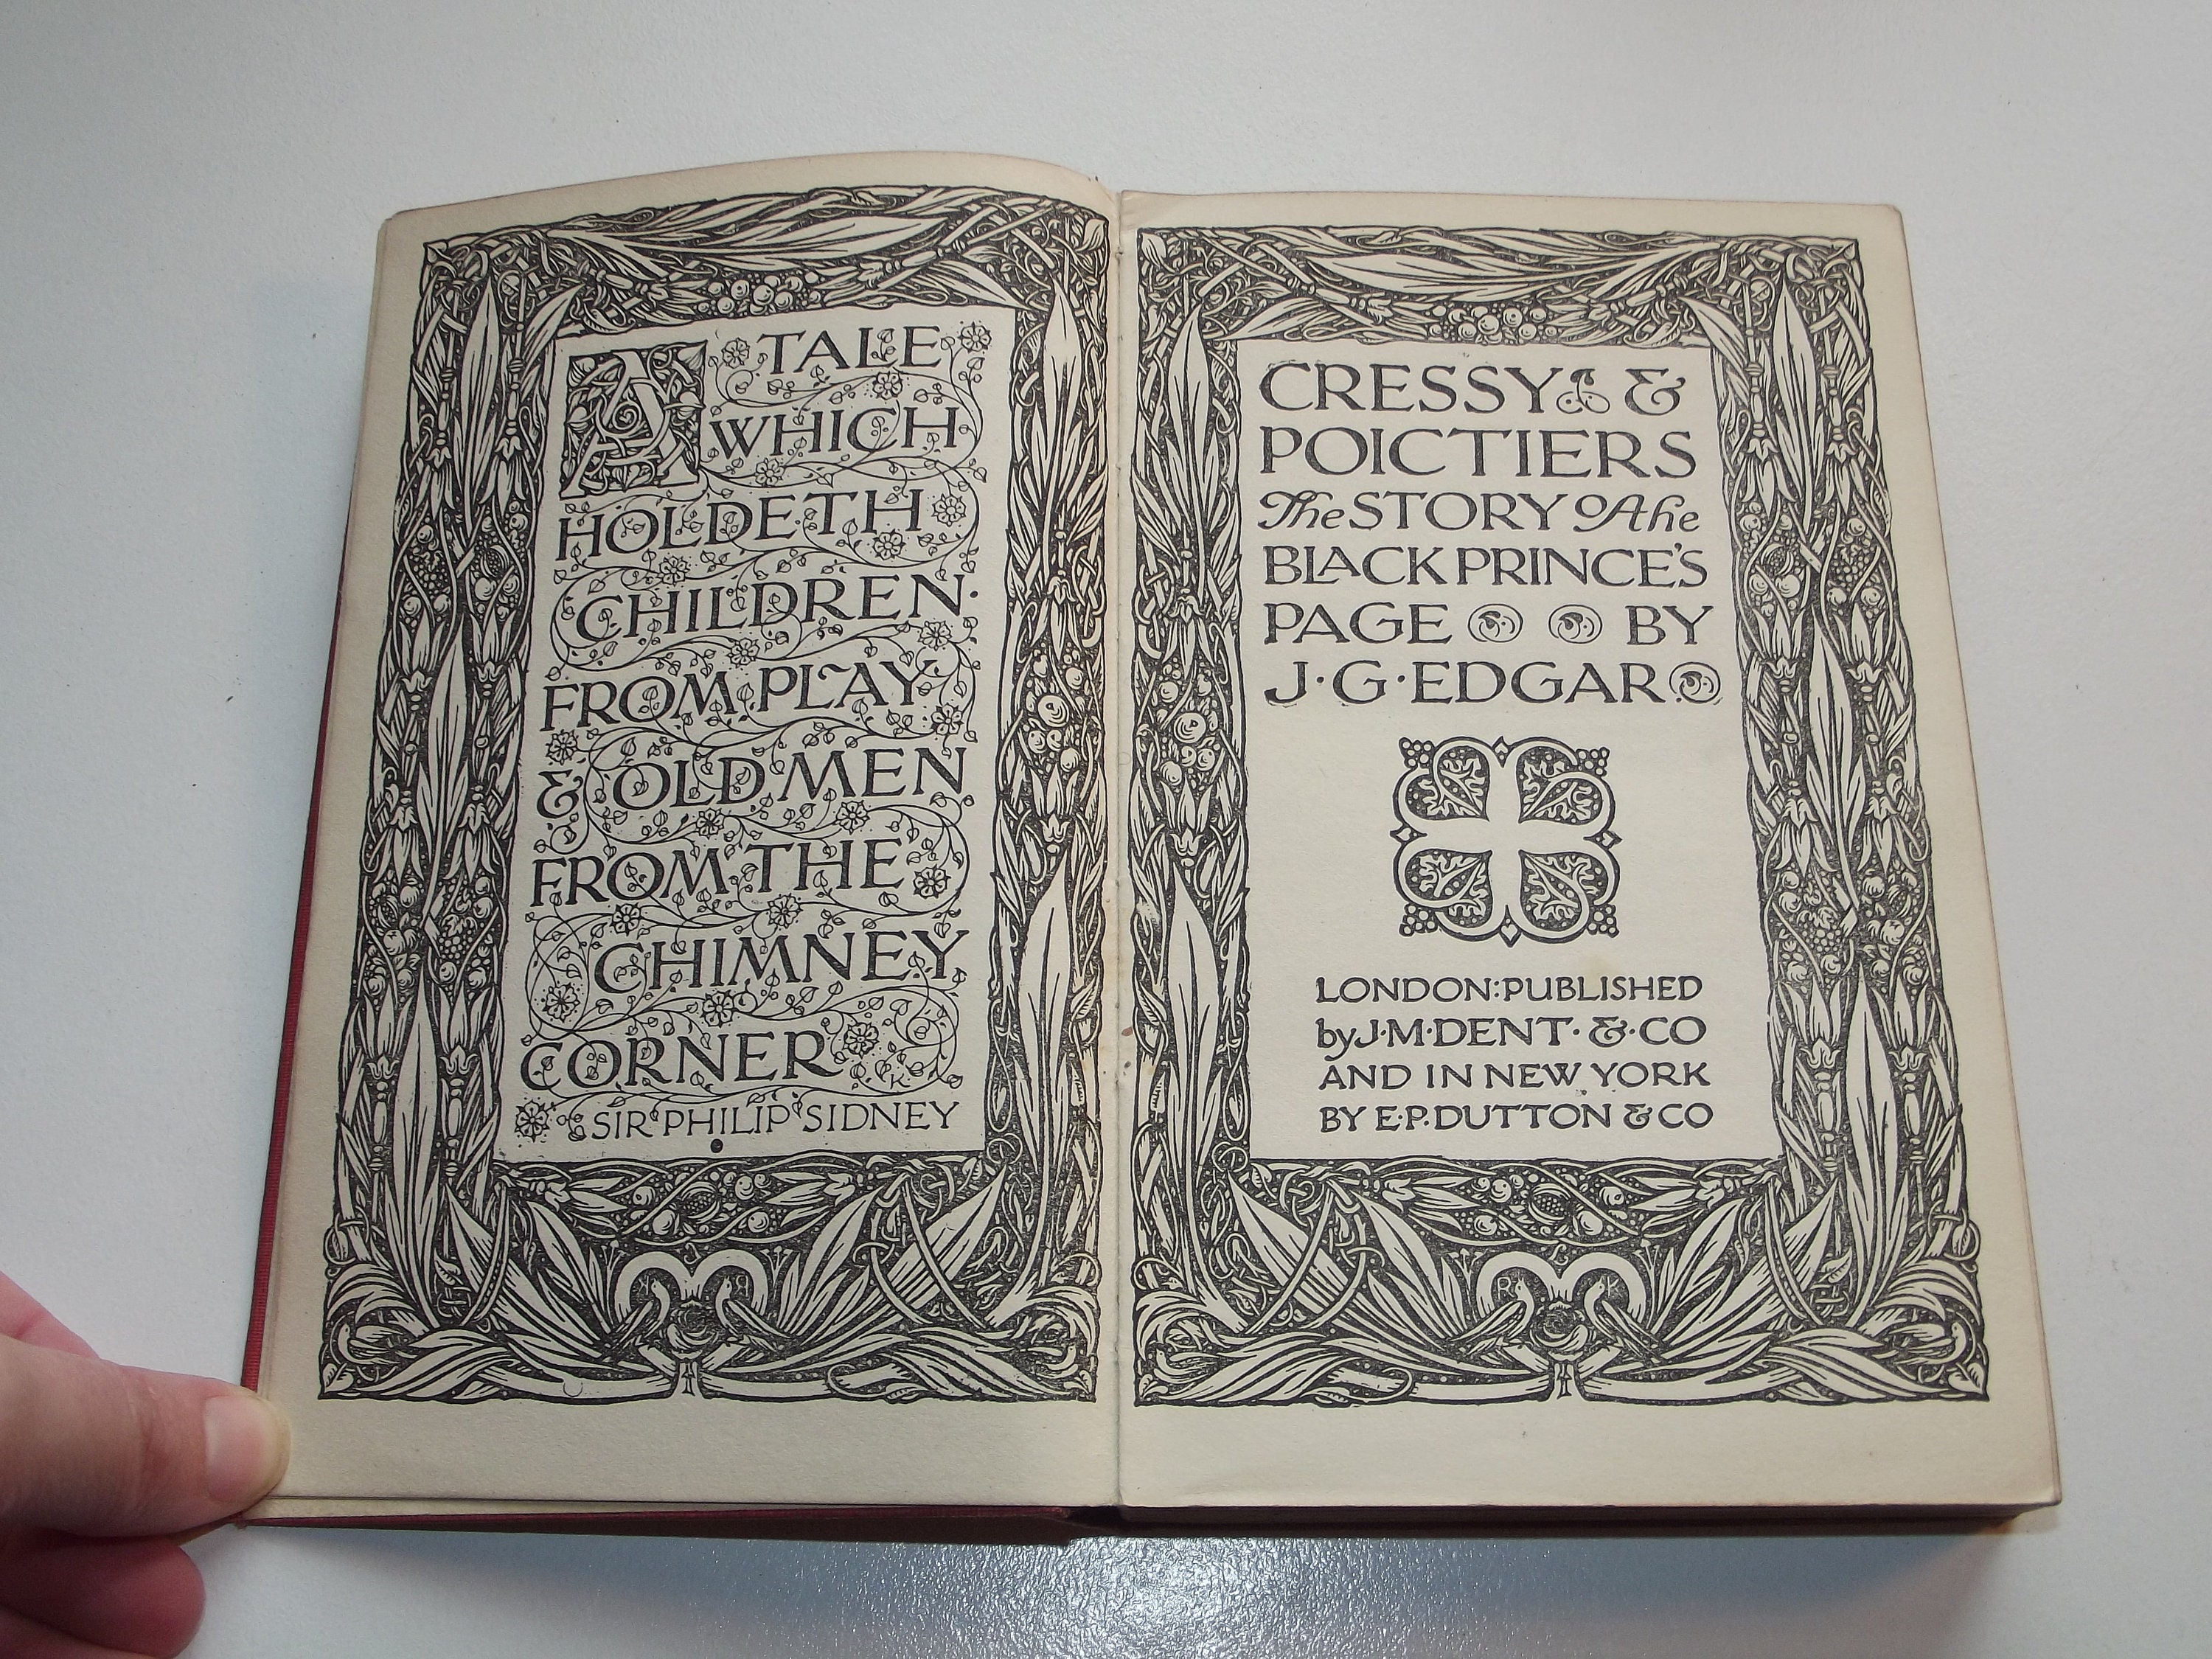 A TALE
WHICH
HOLDETH
CHILDREN·
FROM·PLAY
& OLD MEN
FROM THE
CHIMNEY
CORNER
SIR PHILIP SIDNEY
CRESSY &
POICTIERS
The STORY of the
BLACK PRINCE'S
PAGE BY
J·G·EDGAR
LONDON:PUBLISHED
by J·M·DENT· &·CO
AND IN NEW YORK
BY E·P·DUTTON & CO
R L K